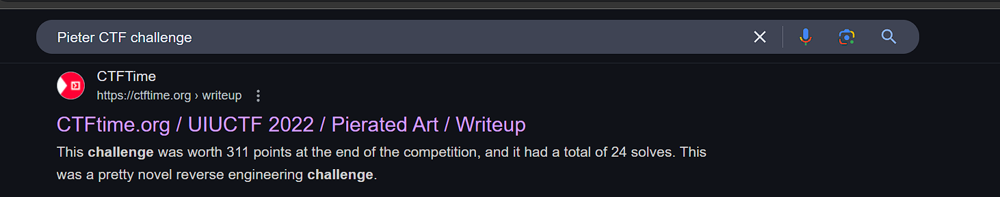 Pieter CTF challenge
CTFTime
https://ctftime.org › writeup
CTFtime.org / UIUCTF 2022 / Pierated Art / Writeup
This challenge was worth 311 points at the end of the competition, and it had a total of 24 solves. This
was a pretty novel reverse engineering challenge.